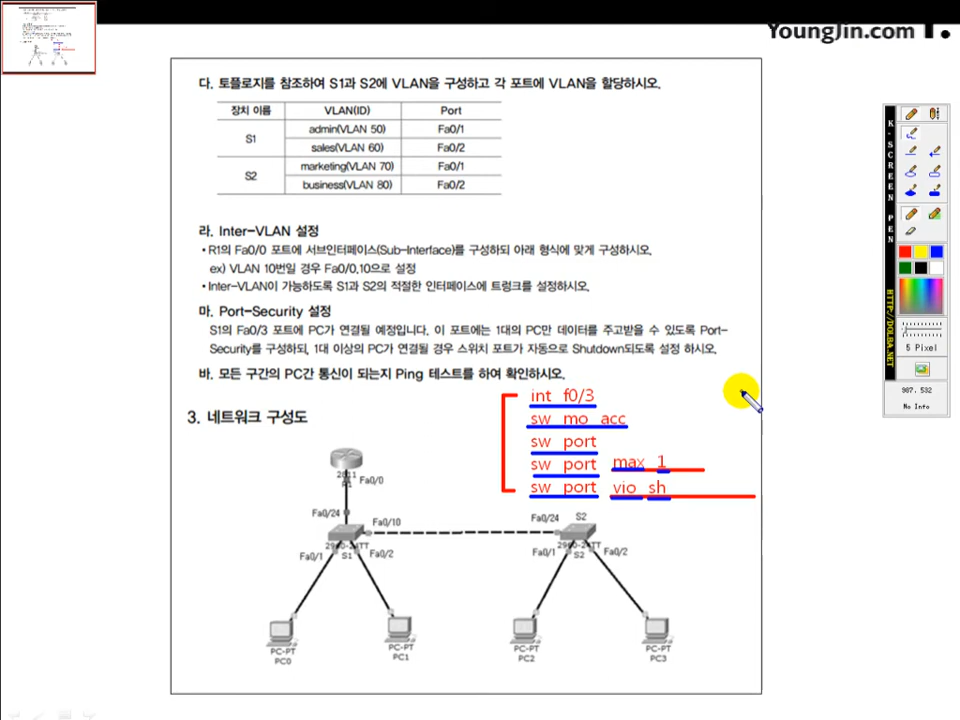 YoungJin.com
다. 토폴로지를 참조하여 S1과 S2에 VLAN을 구성하고 각 포트에 VLAN을 할당하시오.
장치 이름 VLAN(ID) Port
S1 admin(VLAN 50) Fa0/1
sales(VLAN 60) Fa0/2
S2 marketing(VLAN 70) Fa0/1
business(VLAN 80) Fa0/2
라. Inter-VLAN 설정
• R1의 Fa0/0 포트에 서브인터페이스(Sub-Interface)를 구성하되 아래 형식에 맞게 구성하시오.
ex) VLAN 10번일 경우 Fa0/0.10으로 설정
• Inter-VLAN이 가능하도록 S1과 S2의 적절한 인터페이스에 트렁크를 설정하시오.
마. Port-Security 설정
S1의 Fa0/3 포트에 PC가 연결될 예정입니다. 이 포트에는 1대의 PC만 데이터를 주고받을 수 있도록 Port-
Security를 구성하되, 1대 이상의 PC가 연결될 경우 스위치 포트가 자동으로 Shutdown되도록 설정 하시오.
바. 모든 구간의 PC간 통신이 되는지 Ping 테스트를 하여 확인하시오.
int f0/3
sw mo acc
sw port
sw port max 1
sw port vio sh
3. 네트워크 구성도
R1
Fa0/0
Fa0/24
Fa0/10
Fa0/24
S2
S1
Fa0/1
Fa0/2
S2
Fa0/1
Fa0/2
PC-PT
PC0
PC-PT
PC1
PC-PT
PC2
PC-PT
PC3
K-SCREEN PEN
HTTP://DOLBA.NET
5 Pixel
987, 532
No Info